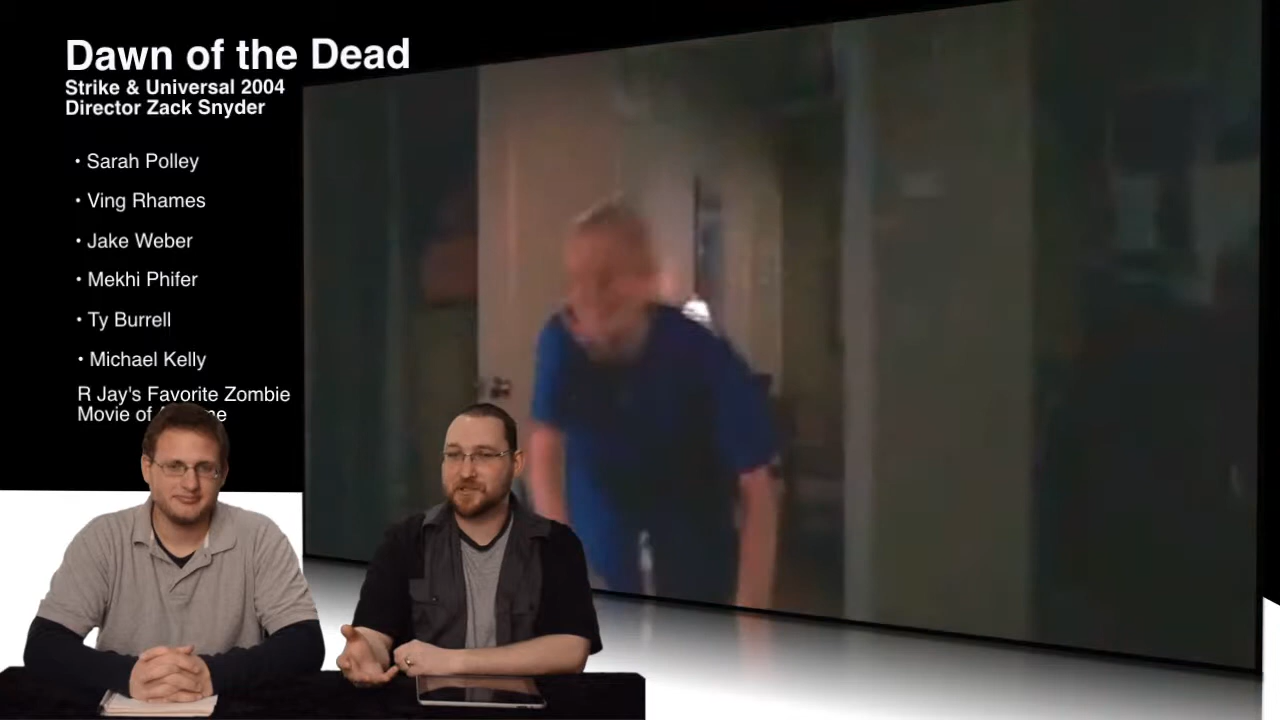 Dawn of the Dead
Strike & Universal 2004
Director Zack Snyder
• Sarah Polley
• Ving Rhames
• Jake Weber
• Mekhi Phifer
• Ty Burrell
• Michael Kelly
R Jay's Favorite Zombie
Movie of